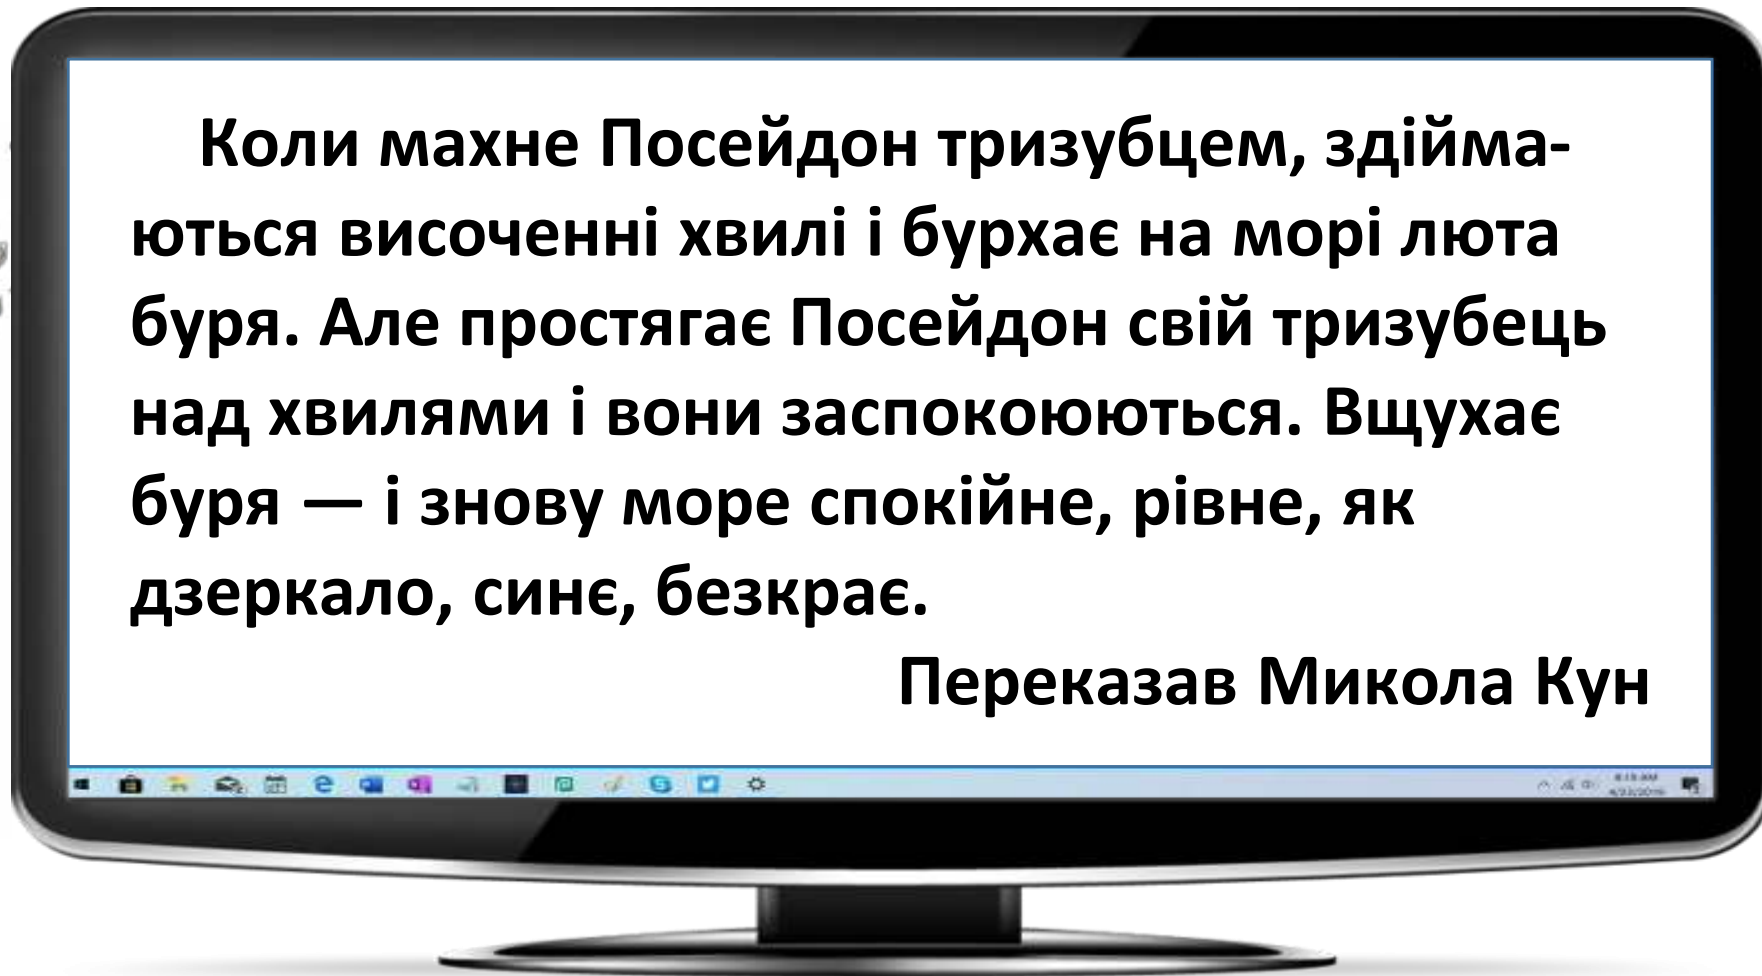 Коли махне Посейдон тризубцем, здійма-
ються височенні хвилі і бурхає на морі люта
буря. Але простягає Посейдон свій тризубець
над хвилями і вони заспокоюються. Вщухає
буря — і знову море спокійне, рівне, як
дзеркало, синє, безкрає.
Переказав Микола Кун